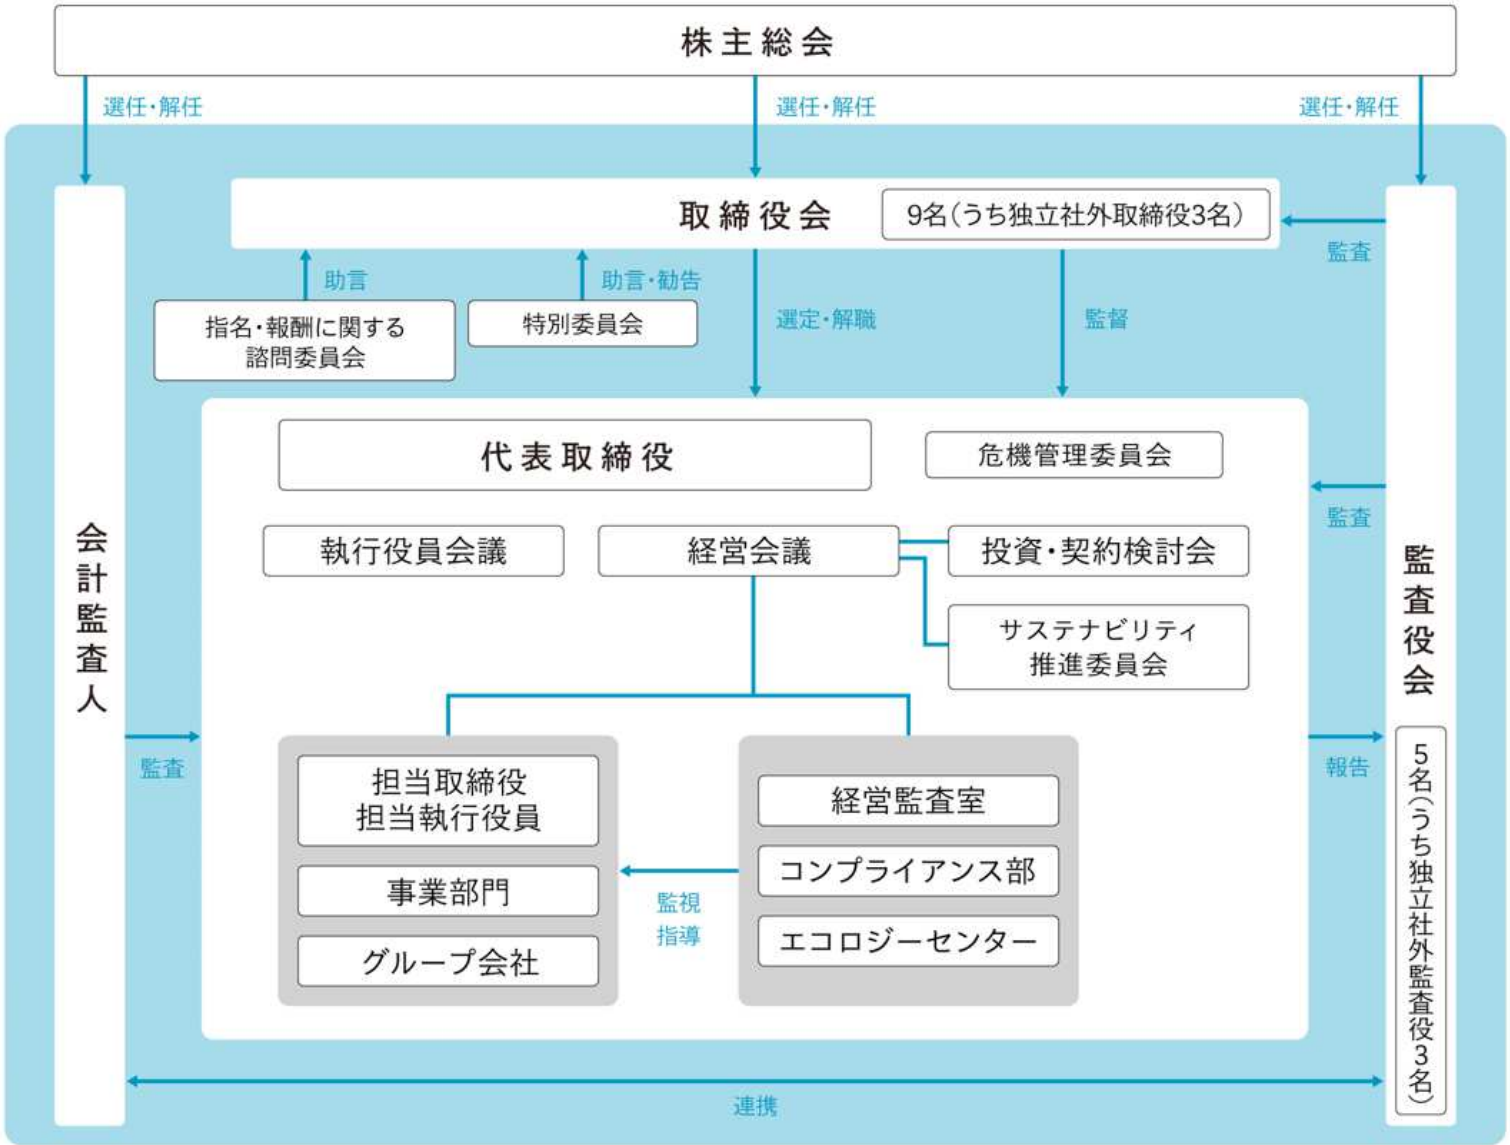 株主総会
選任・解任
選任・解任
選任・解任
取締役会
9名（うち独立社外取締役3名）
監査
助言
助言・勧告
指名・報酬に関する
諮問委員会
特別委員会
選定・解職
監督
代表取締役
危機管理委員会
監査
執行役員会議
経営会議
投資・契約検討会
サステナビリティ
推進委員会
会計監査人
監査役会
監査
報告
5名（うち独立社外監査役3名）
担当取締役
担当執行役員
事業部門
グループ会社
監視
指導
経営監査室
コンプライアンス部
エコロジーセンター
連携